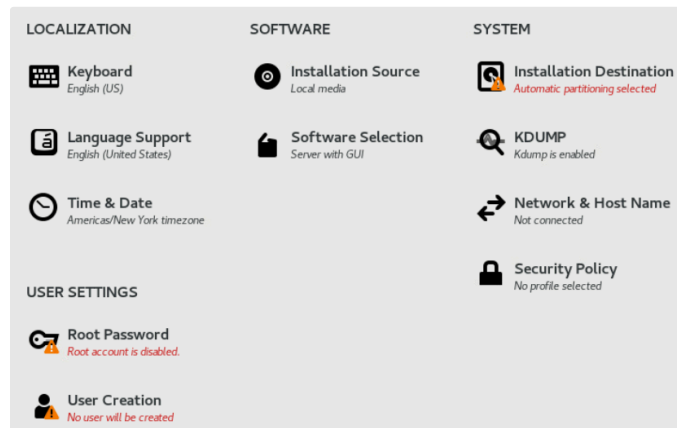 LOCALIZATION
Keyboard
English (US)
Language Support
English (United States)
Time & Date
Americas/New York timezone
SOFTWARE
Installation Source
Local media
Software Selection
Server with GUI
SYSTEM
Installation Destination
Automatic partitioning selected
KDUMP
Kdump is enabled
Network & Host Name
Not connected
Security Policy
No profile selected
USER SETTINGS
Root Password
Root account is disabled.
User Creation
No user will be created